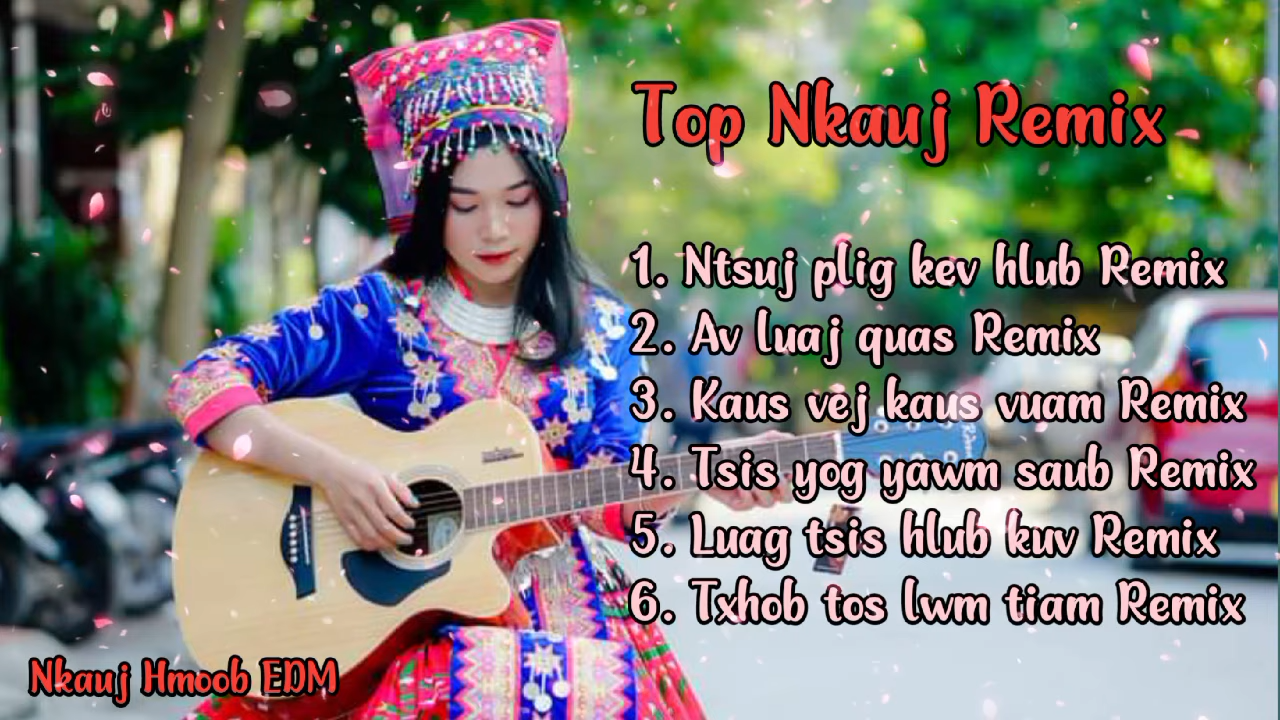 Top Nkauj Remix
1. Ntsuj plig kev hlub Remix
2. Av luaj quas Remix
3. Kaus vej kaus vuam Remix
4. Tsis yog yawm saub Remix
5. Luag tsis hlub kuv Remix
6. Txhob tos lwm tiam Remix
Nkauj Hmoob EDM